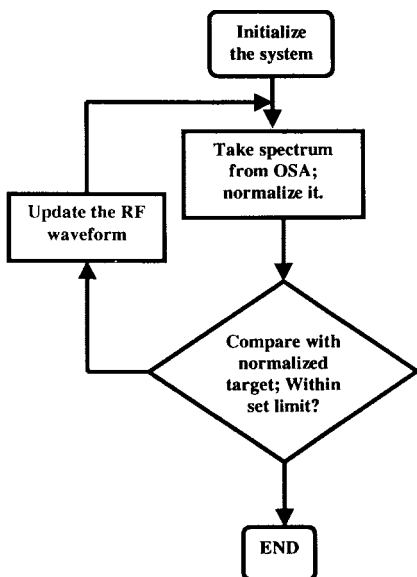 Initialize
the system
Take spectrum
from OSA;
normalize it.
Update the RF
waveform
Compare with
normalized
target; Within
set limit?
END